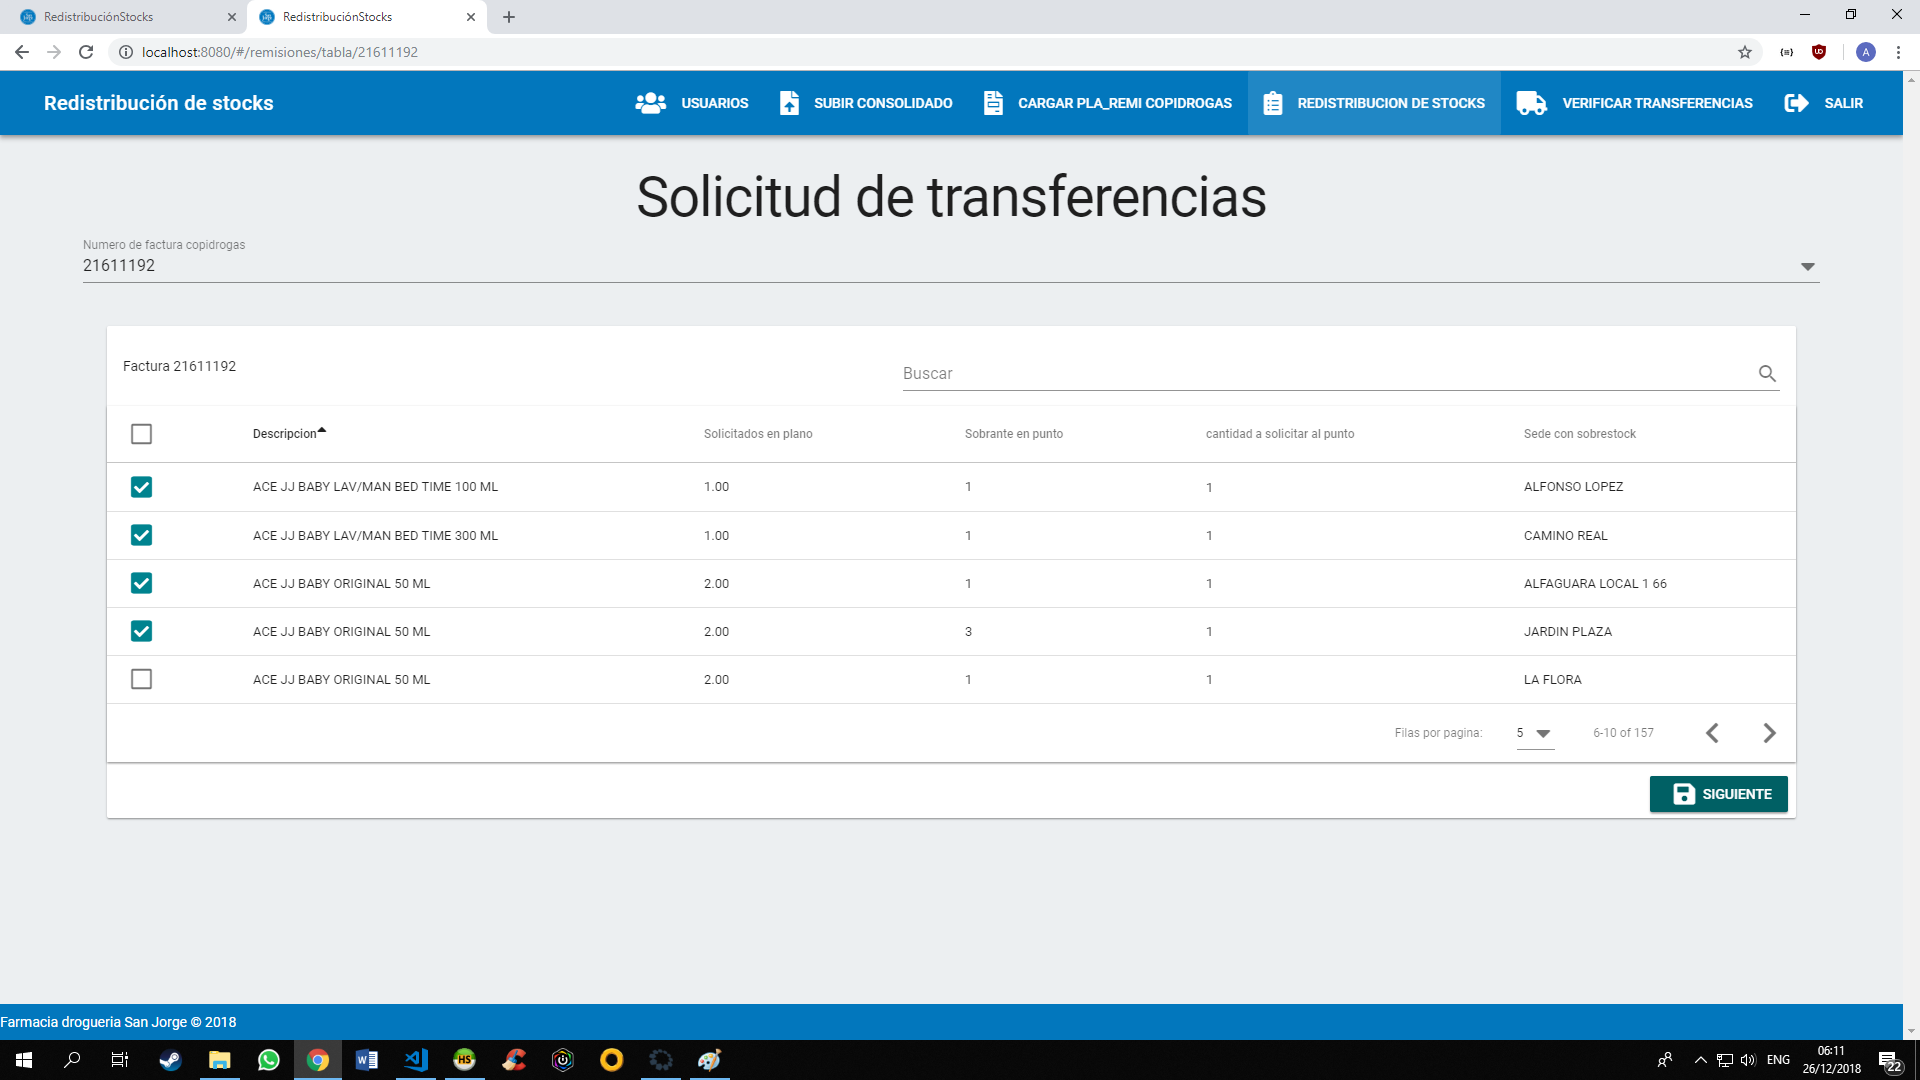 RedistribuciónStocks
RedistribuciónStocks
localhost:8080/#/remisiones/tabla/21611192
A
Redistribución de stocks
USUARIOS
SUBIR CONSOLIDADO
CARGAR PLA_REMI COPIDROGAS
REDISTRIBUCION DE STOCKS
VERIFICAR TRANSFERENCIAS
SALIR
Solicitud de transferencias
Numero de factura copidrogas
21611192
Factura 21611192
Buscar
Descripcion Solicitados en plano Sobrante en punto cantidad a solicitar al punto Sede con sobrestock
ACE JJ BABY LAV/MAN BED TIME 100 ML 1.00 1 1 ALFONSO LOPEZ
ACE JJ BABY LAV/MAN BED TIME 300 ML 1.00 1 1 CAMINO REAL
ACE JJ BABY ORIGINAL 50 ML 2.00 1 1 ALFAGUARA LOCAL 1 66
ACE JJ BABY ORIGINAL 50 ML 2.00 3 1 JARDIN PLAZA
ACE JJ BABY ORIGINAL 50 ML 2.00 1 1 LA FLORA
Filas por pagina: 5 6-10 of 157
SIGUIENTE
Farmacia drogueria San Jorge © 2018
HS
ENG
06:11
26/12/2018
22